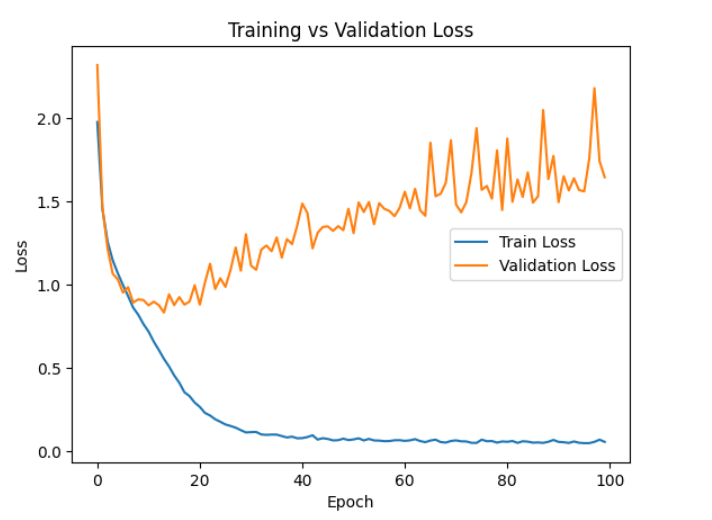 Training vs Validation Loss
2.0
1.5
1.0
0.5
0.0
Loss
Train Loss
Validation Loss
0 20 40 60 80 100
Epoch